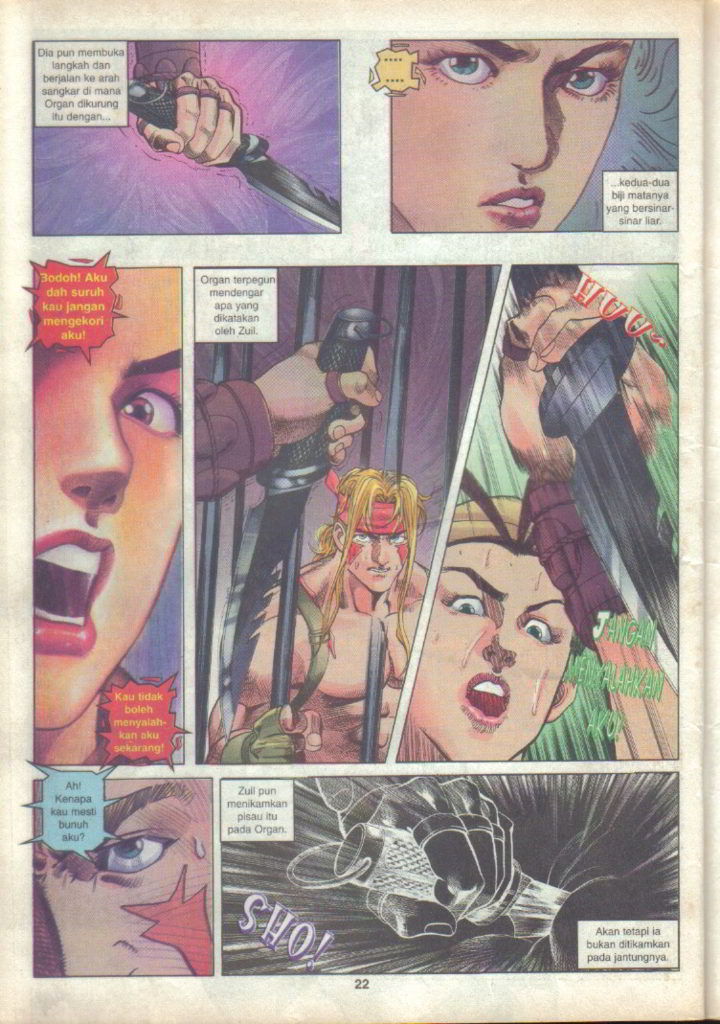 Dia pun membuka
langkah dan
berjalan ke arah
sangkar di mana
Organ dikurung
itu dengan...
....
....
...kedua-dua
biji matanya
yang bersinar-
sinar liar.
Bodoh! Aku
dah suruh
kau jangan
mengekori
aku!
Organ terpegun
mendengar
apa yang
dikatakan
oleh Zuil.
HUU~
JANGAN
MENYALAHKAN
AKU!
Kau tidak
boleh
menyalah-
kan aku
sekarang!
Ah!
Kenapa
kau mesti
bunuh
aku?
Zuil pun
menikamkan
pisau itu
pada Organ.
SHO!
Akan tetapi ia
bukan ditikamkan
pada jantungnya.
22